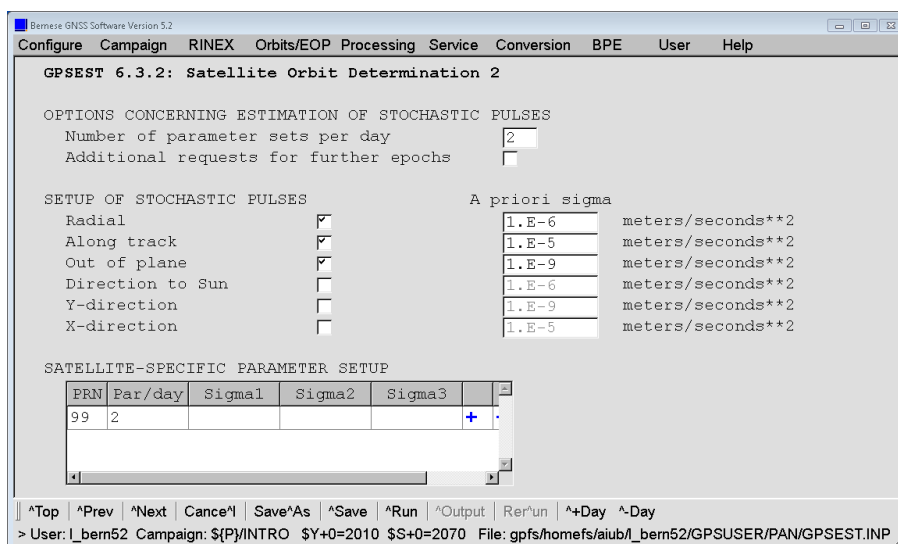 Bernese GNSS Software Version 5.2
Configure Campaign RINEX Orbits/EOP Processing Service Conversion BPE User Help
GPSEST 6.3.2: Satellite Orbit Determination 2
OPTIONS CONCERNING ESTIMATION OF STOCHASTIC PULSES
Number of parameter sets per day 2
Additional requests for further epochs
SETUP OF STOCHASTIC PULSES A priori sigma
Radial 1.E-6 meters/seconds**2
Along track 1.E-5 meters/seconds**2
Out of plane 1.E-9 meters/seconds**2
Direction to Sun 1.E-6 meters/seconds**2
Y-direction 1.E-9 meters/seconds**2
X-direction 1.E-5 meters/seconds**2
SATELLITE-SPECIFIC PARAMETER SETUP
PRN Par/day Sigma1 Sigma2 Sigma3
99 2 +
^Top ^Prev ^Next Cance^l Save^As ^Save ^Run ^Output Rer^un ^+Day ^-Day
> User: l_bern52 Campaign: ${P}/INTRO $Y+0=2010 $S+0=2070 File: gpfs/homefs/aiub/l_bern52/GPSUSER/PAN/GPSEST.INP